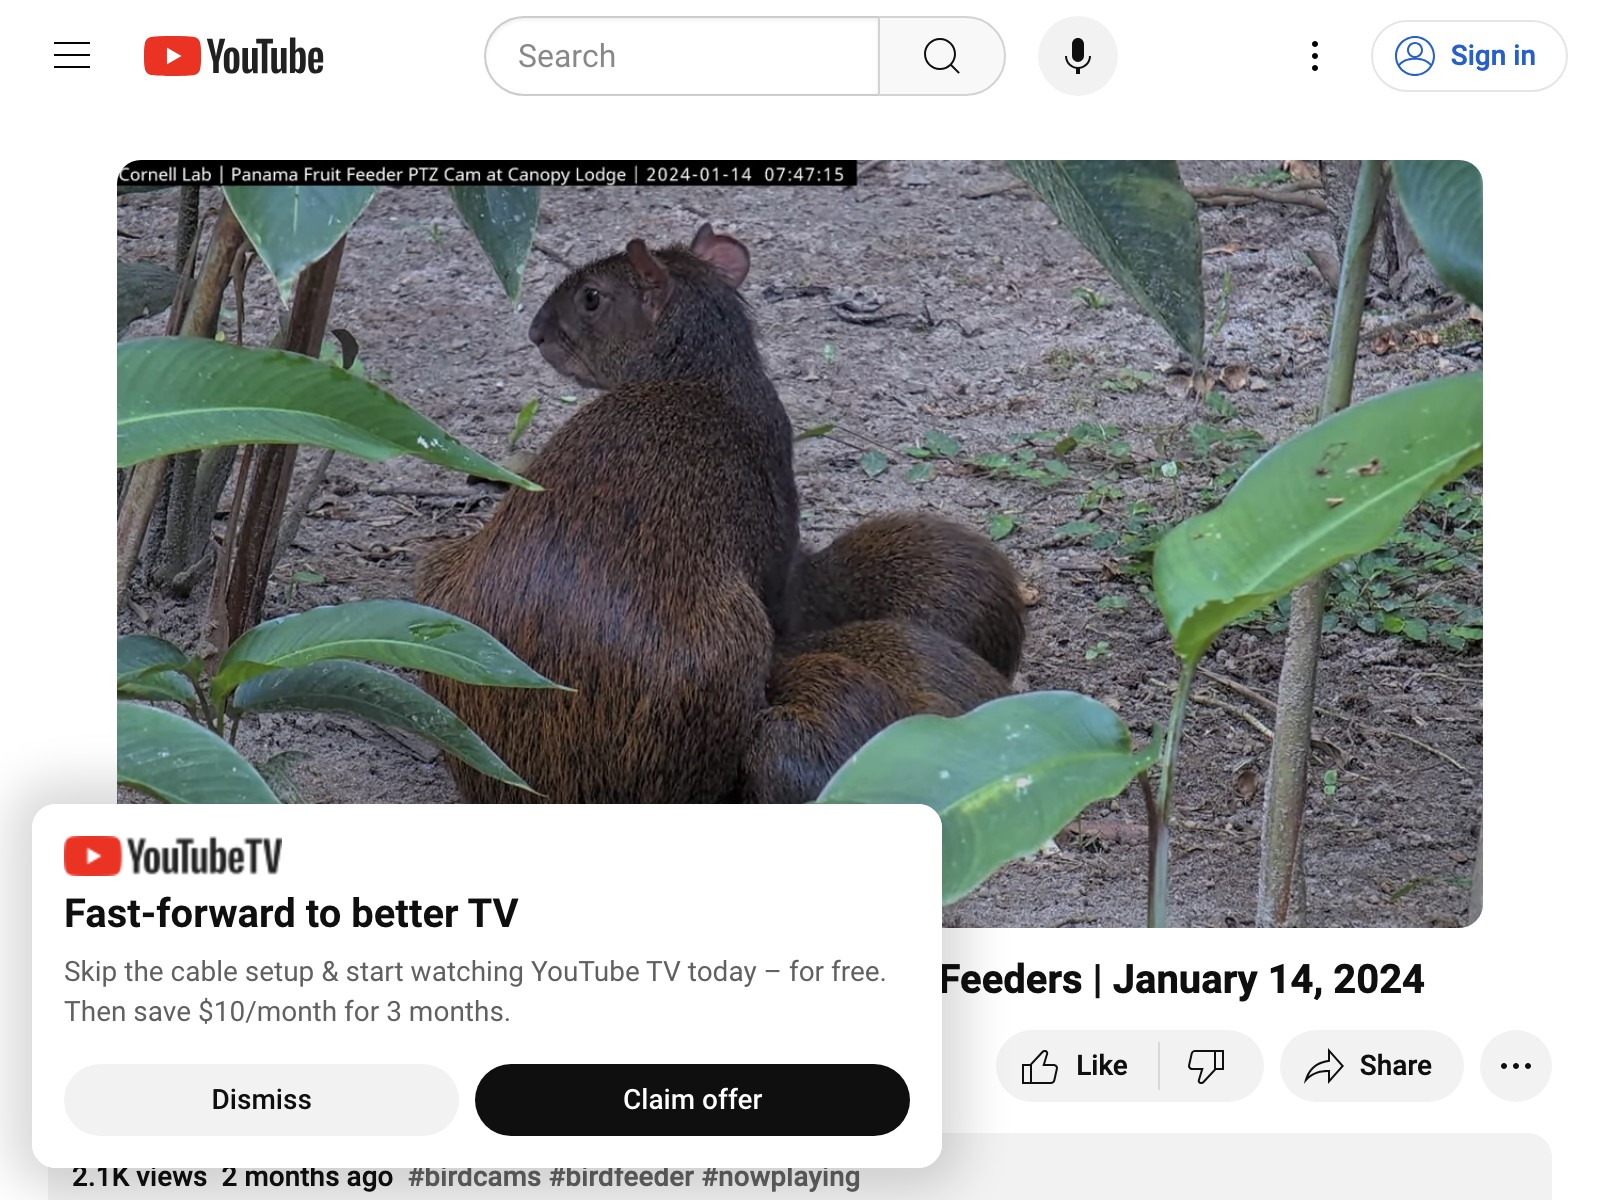 YouTube
Search
Sign in
Cornell Lab | Panama Fruit Feeder PTZ Cam at Canopy Lodge | 2024-01-14 07:47:15
YouTubeTV
Fast-forward to better TV
Skip the cable setup & start watching YouTube TV today – for free.
Then save $10/month for 3 months.
Dismiss
Claim offer
Feeders | January 14, 2024
Like
Share
2.1K views 2 months ago #birdcams #birdfeeder #nowplaying